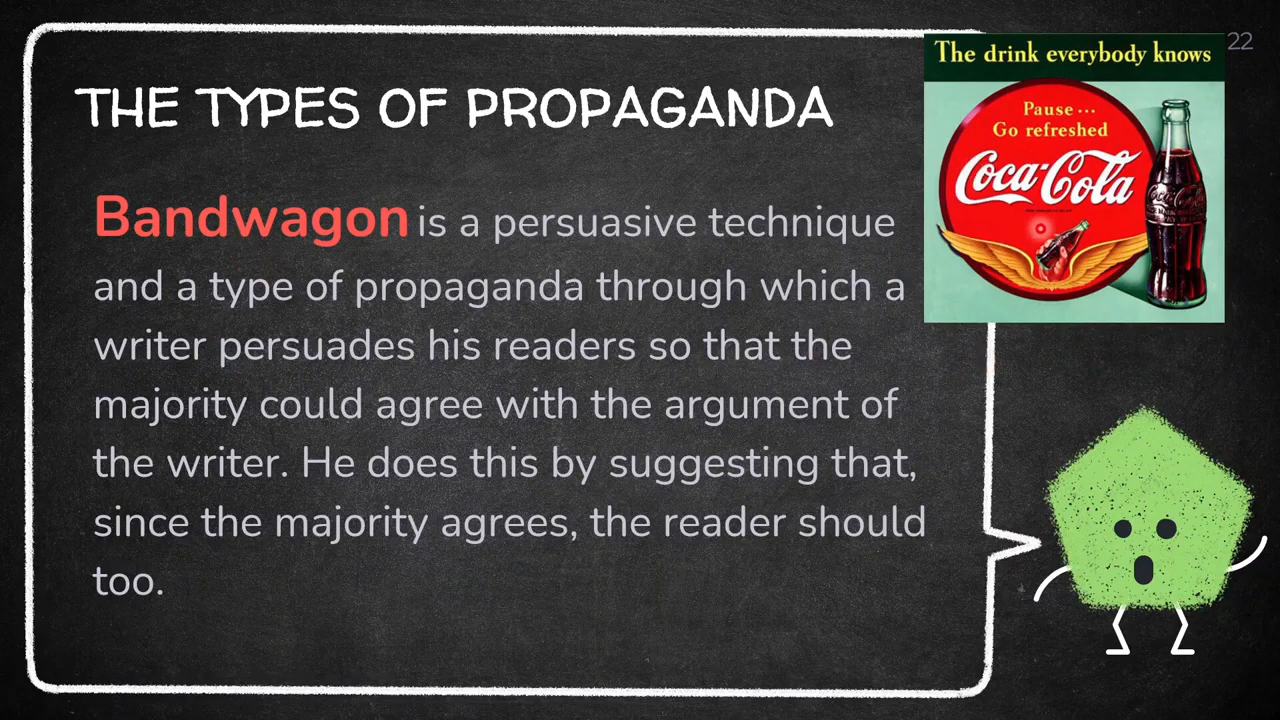 22
The drink everybody knows
Pause...
Go refreshed
Coca-Cola
Coca-Cola
THE TYPES OF PROPAGANDA
Bandwagon is a persuasive technique
and a type of propaganda through which a
writer persuades his readers so that the
majority could agree with the argument of
the writer. He does this by suggesting that,
since the majority agrees, the reader should
too.